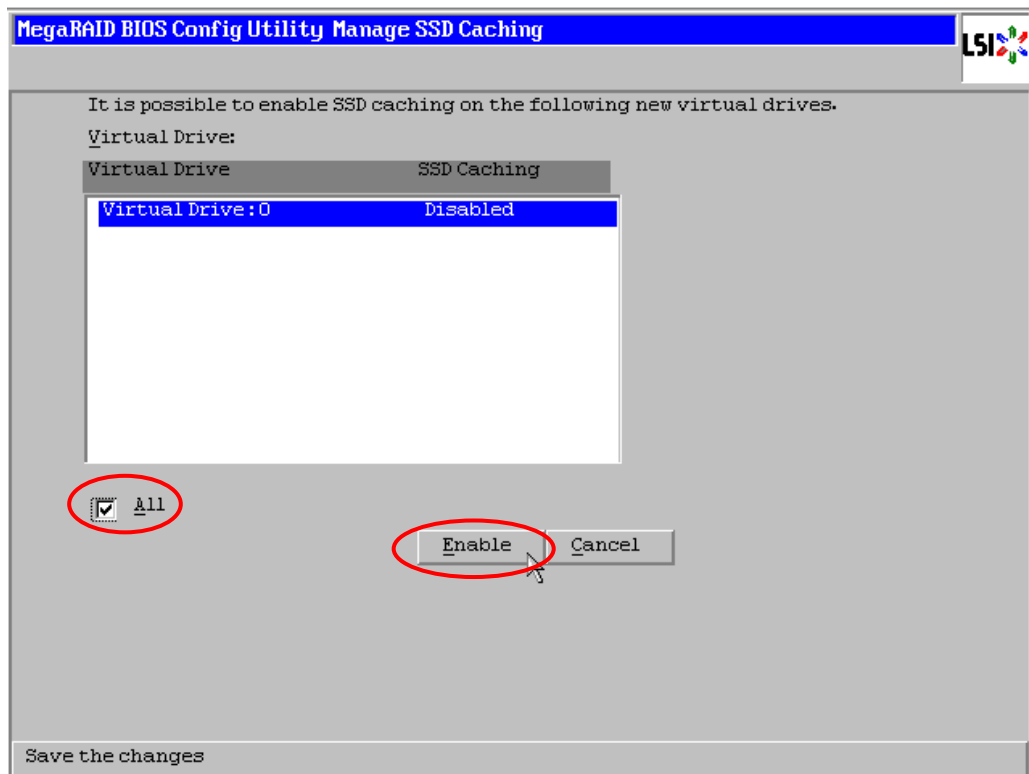 MegaRAID BIOS Config Utility Manage SSD Caching
LSI
It is possible to enable SSD caching on the following new virtual drives.
Virtual Drive:
Virtual Drive SSD Caching
Virtual Drive:0 Disabled
All
Enable Cancel
Save the changes